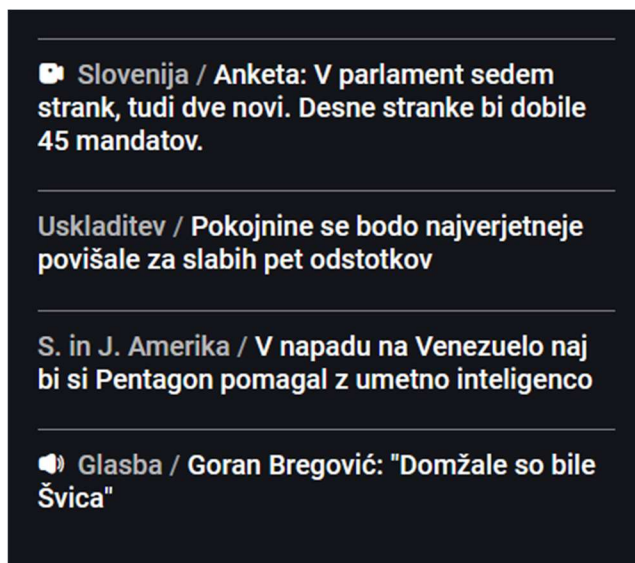 Slovenija / Anketa: V parlament sedem
strank, tudi dve novi. Desne stranke bi dobile
45 mandatov.
Uskladitev / Pokojnine se bodo najverjetneje
povišale za slabih pet odstotkov
S. in J. Amerika / V napadu na Venezuelo naj
bi si Pentagon pomagal z umetno inteligenco
Glasba / Goran Bregović: "Domžale so bile
Švica"